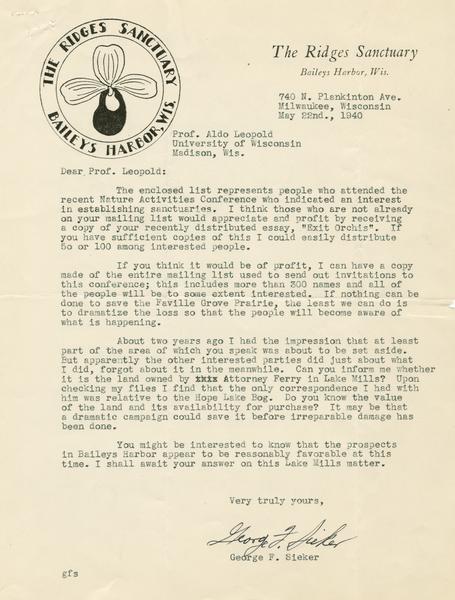 THE RIDGES SANCTUARY
BAILEYS HARBOR, WIS.
The Ridges Sanctuary
Baileys Harbor, Wis.
740 N. Plankinton Ave.
Milwaukee, Wisconsin
May 22nd., 1940
Prof. Aldo Leopold
University of Wisconsin
Madison, Wis.
Dear Prof. Leopold:
The enclosed list represents people who attended the
recent Nature Activities Conference who indicated an interest
in establishing sanctuaries. I think those who are not already
on your mailing list would appreciate and profit by receiving
a copy of your recently distributed essay, "Exit Orchis". If
you have sufficient copies of this I could easily distribute
50 or 100 among interested people.
If you think it would be of profit, I can have a copy
made of the entire mailing list used to send out invitations to
this conference; this includes more than 300 names and all of
the people will be to some extent interested. If nothing can be
done to save the Faville Grove Prairie, the least we can do is
to dramatize the loss so that the people will become aware of
what is happening.
About two years ago I had the impression that at least
part of the area of which you speak was about to be set aside.
But apparently the other interested parties did just about what
I did, forgot about it in the meanwhile. Can you inform me whether
it is the land owned by Attorney Ferry in Lake Mills? Upon
checking my files I find that the only correspondence I had with
him was relative to the Hope Lake Bog. Do you know the value
of the land and its availability for purchase? It may be that
a dramatic campaign could save it before irreparable damage has
been done.
You might be interested to know that the prospects
in Baileys Harbor appear to be reasonably favorable at this
time. I shall await your answer on this Lake Mills matter.
Very truly yours,
George F. Sieker
George F. Sieker
gfs